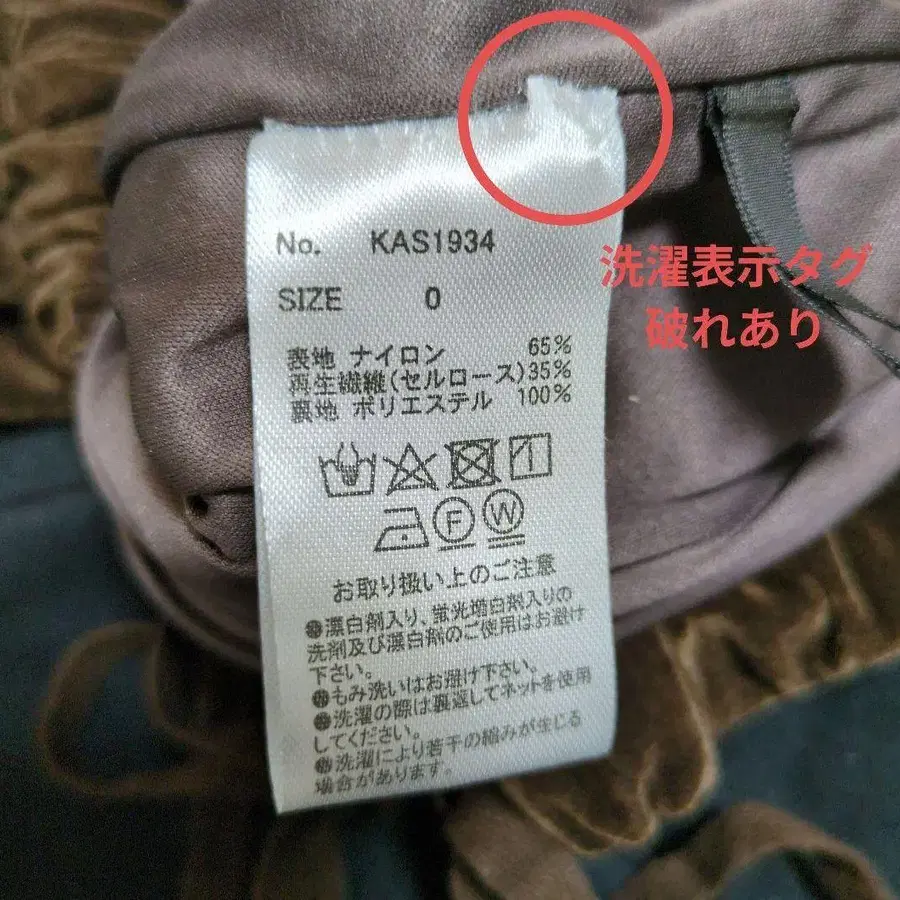 No. KAS1934
SIZE 0
表地 ナイロン 65%
再生繊維(セルロース)35%
裏地 ポリエステル 100%
F W
お取り扱い上のご注意
●漂白剤入り、蛍光増白剤入りの
洗剤及び漂白剤のご使用はお避け
下さい。
●もみ洗いはお避け下さい。
●洗濯の際は裏返してネットを使用
してください。
●洗濯により若干の縮みが生じる
場合があります。
洗濯表示タグ
破れあり